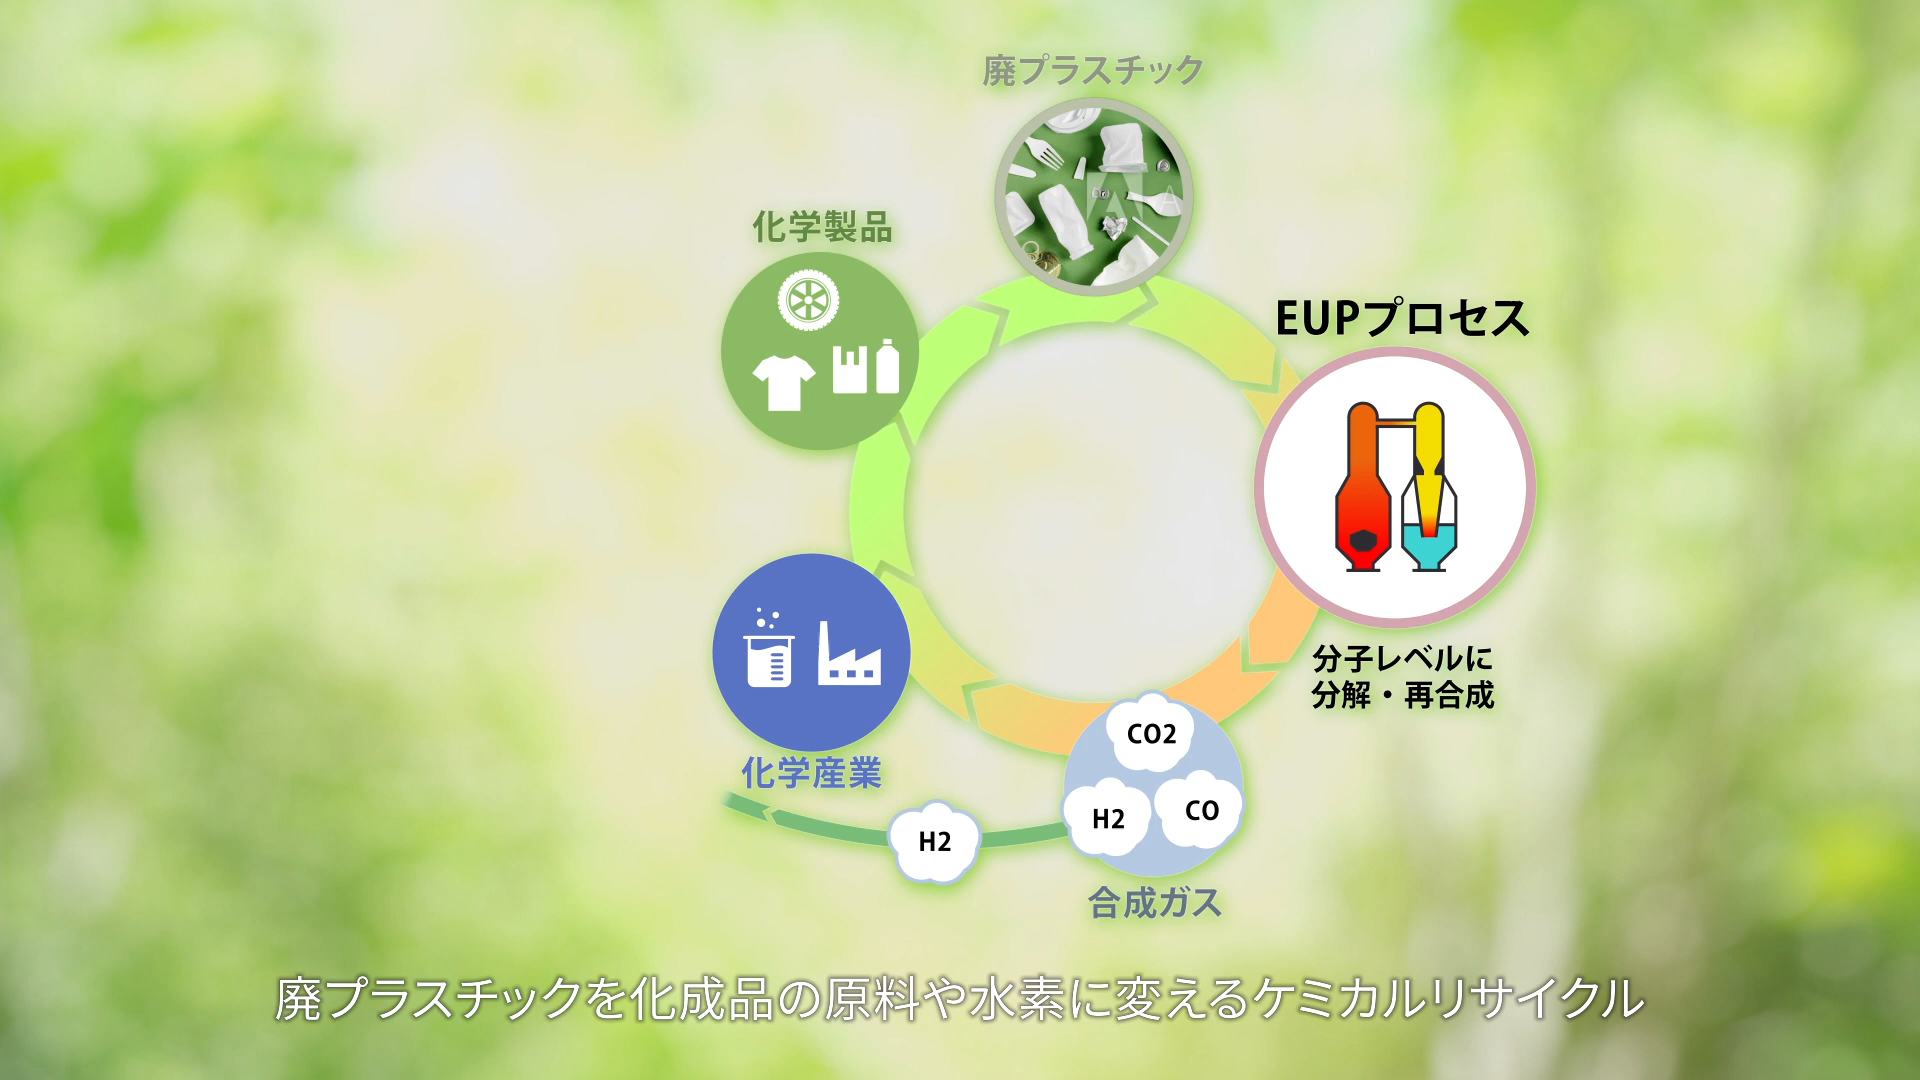 廃プラスチック
化学製品
EUPプロセス
分子レベルに
分解・再合成
CO2
H2
CO
合成ガス
H2
化学産業
廃プラスチックを化成品の原料や水素に変えるケミカルリサイクル